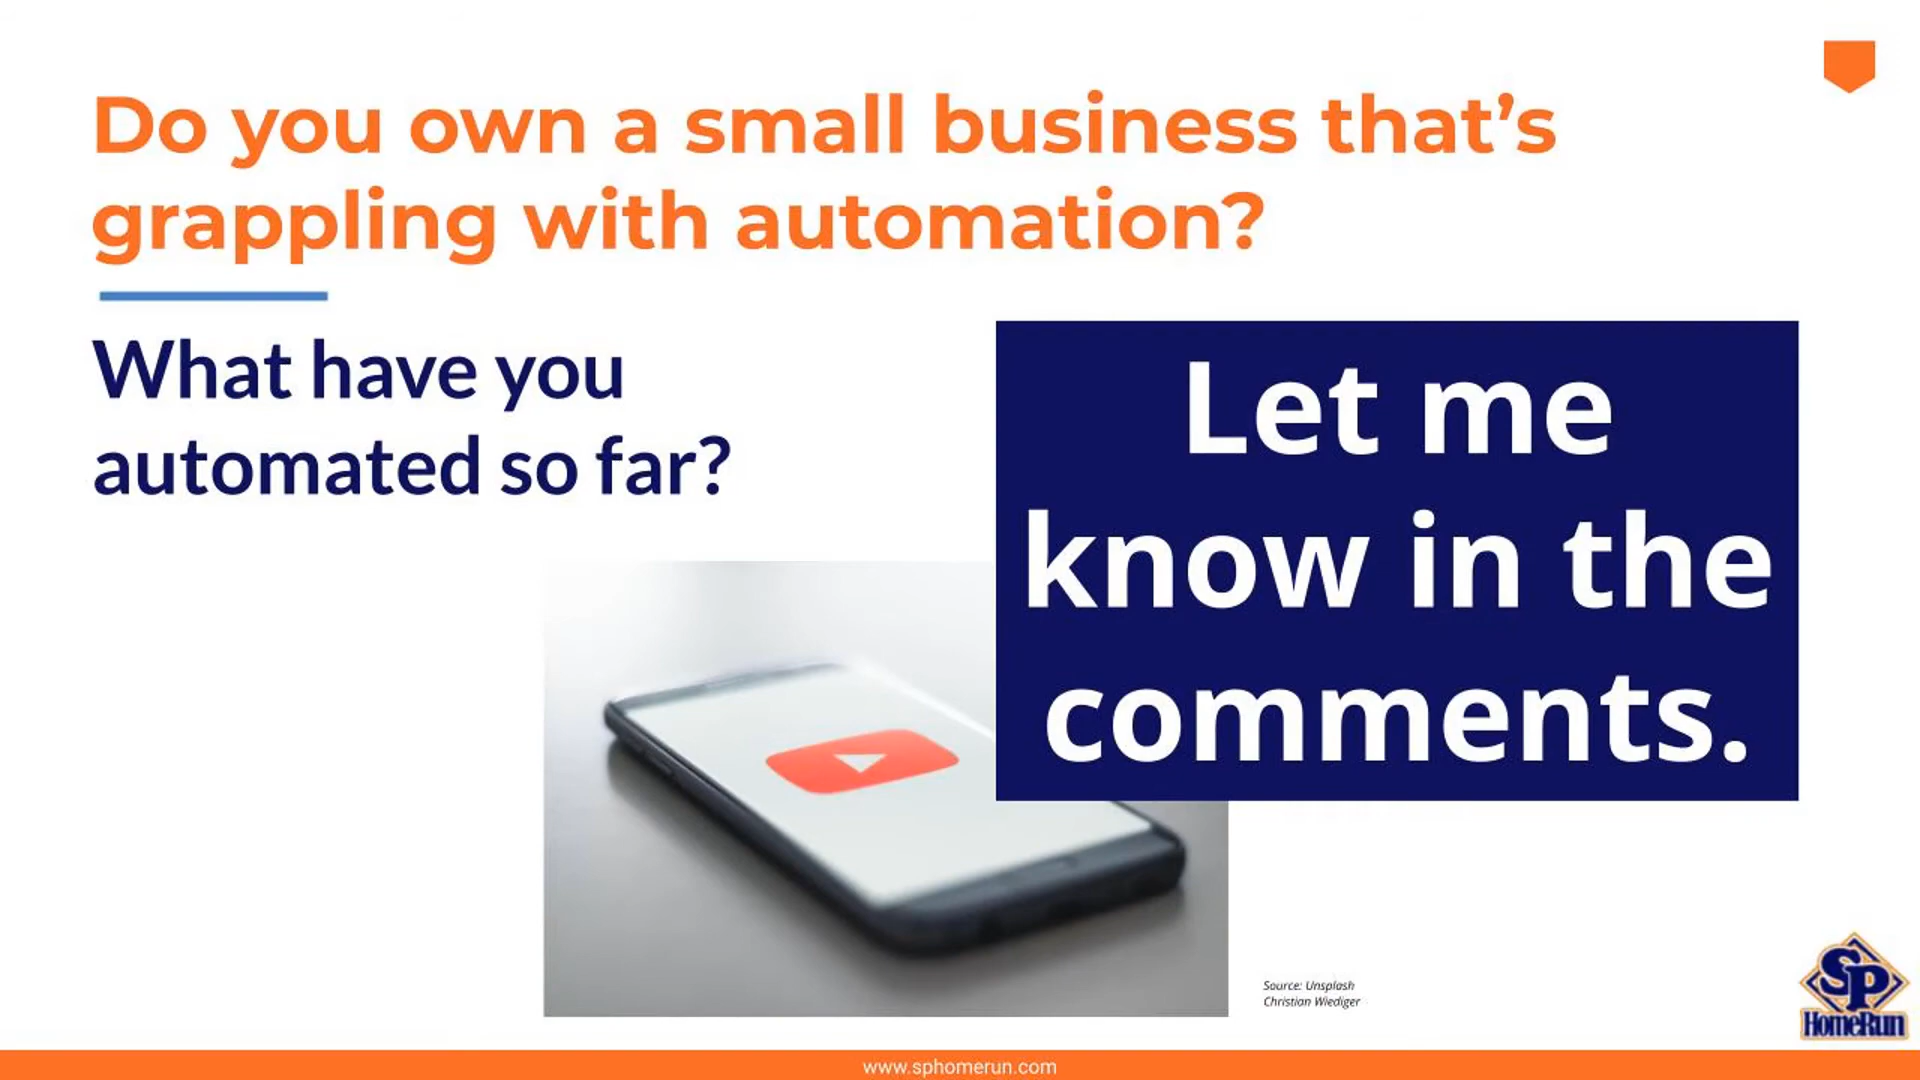 Do you own a small business that's
grappling with automation?
What have you
automated so far?
Let me
know in the
comments.
Source: Unsplash
Christian Wiediger
SP
HomeRun
www.sphomerun.com